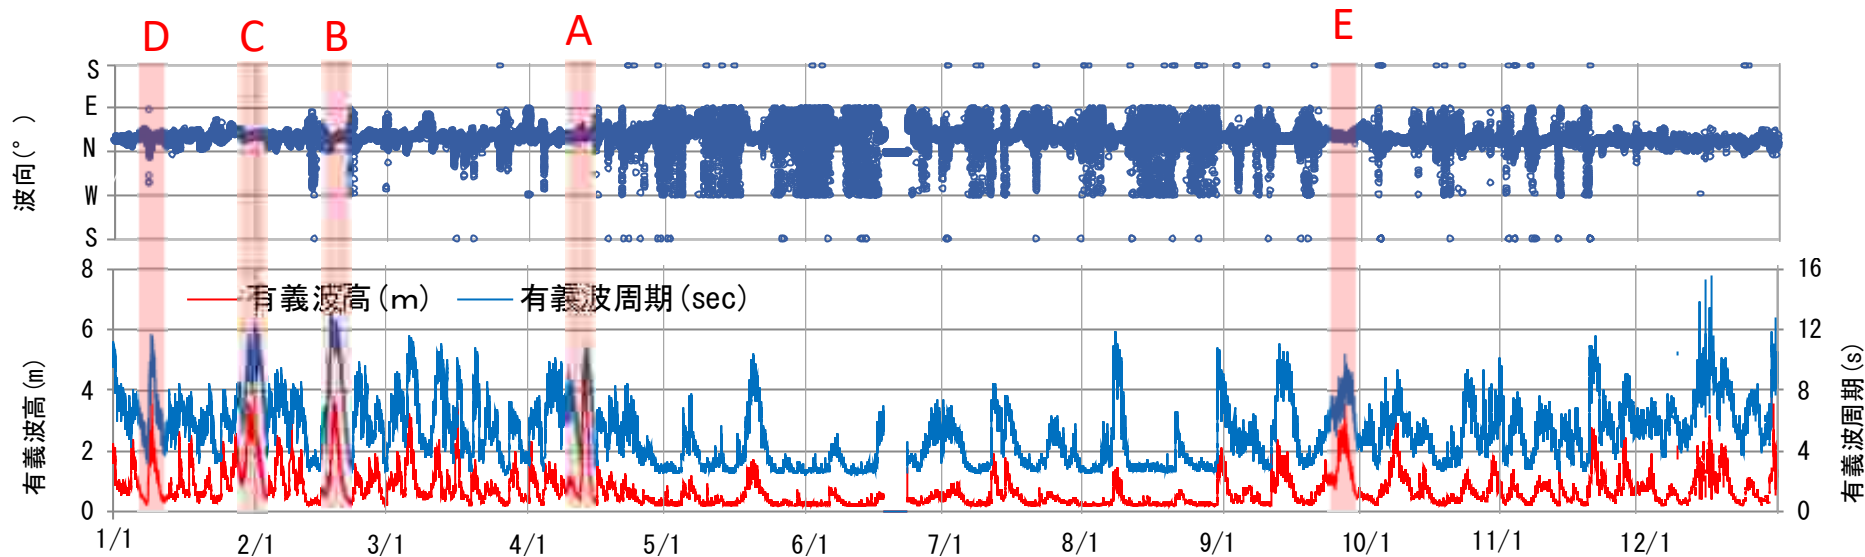 D C B A E
S
E
N
W
S
波向(°)
8 16
有義波高(m) 有義波周期(sec)
6 12
4 8
2 4
0 0
有義波高(m)
有義波周期(s)
1/1 2/1 3/1 4/1 5/1 6/1 7/1 8/1 9/1 10/1 11/1 12/1